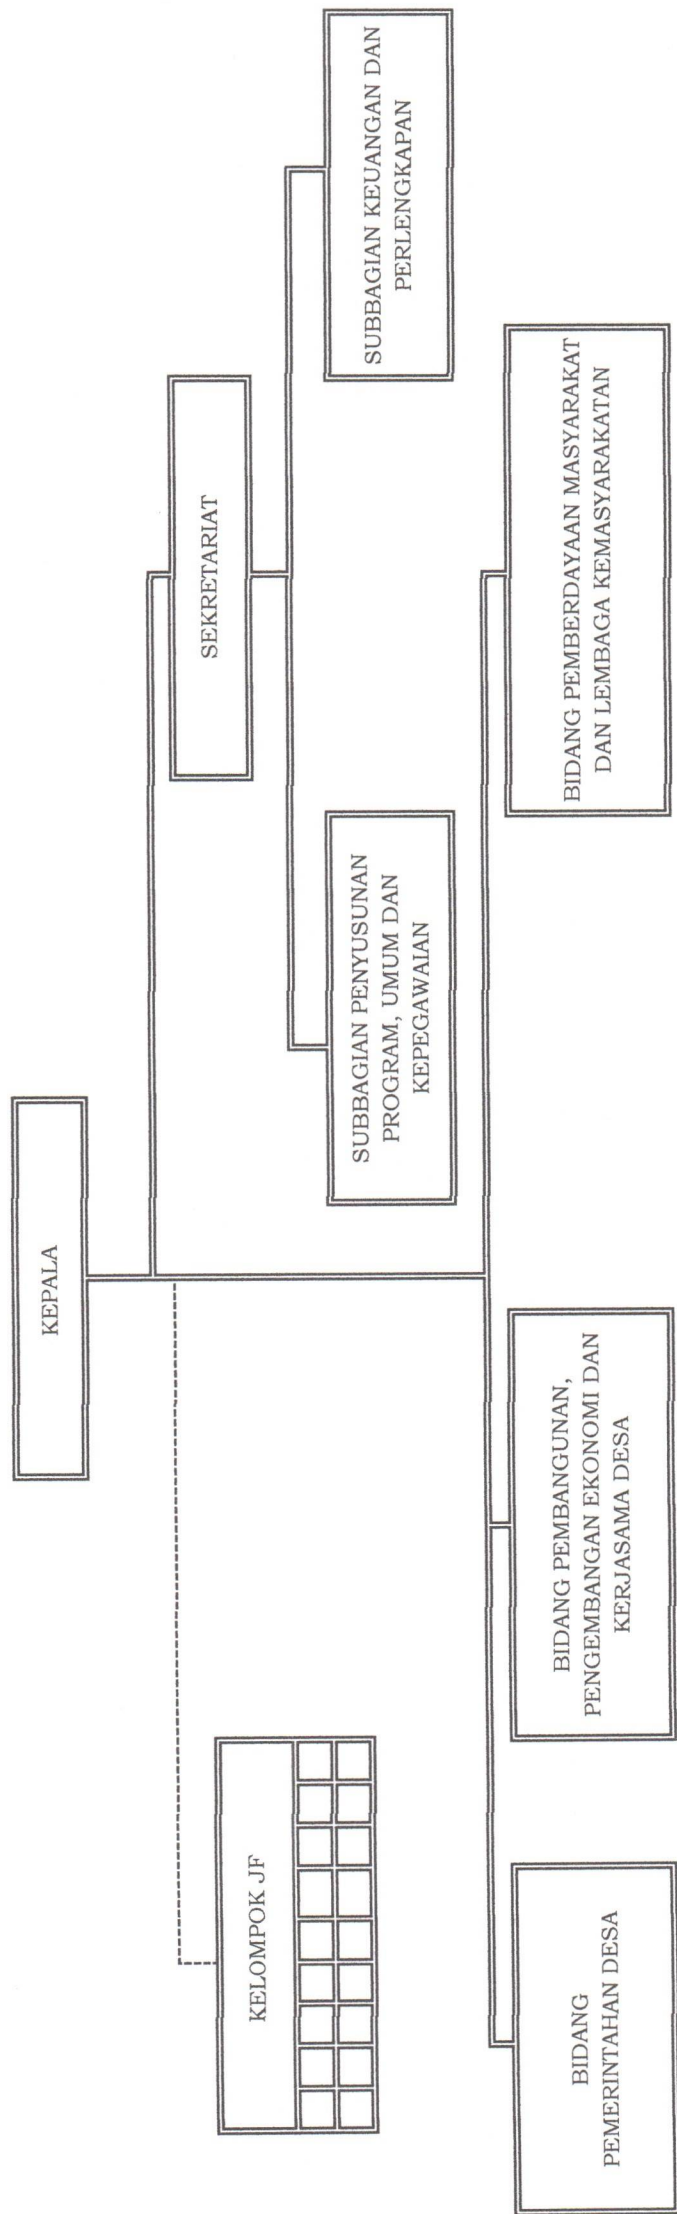 KEPALA
SEKRETARIAT
KELOMPOK JF
SUBBAGIAN PENYUSUNAN
PROGRAM, UMUM DAN
KEPEGAWAIAN
SUBBAGIAN KEUANGAN DAN
PERLENGKAPAN
BIDANG
PEMERINTAHAN DESA
BIDANG PEMBANGUNAN,
PENGEMBANGAN EKONOMI DAN
KERJASAMA DESA
BIDANG PEMBERDAYAAN MASYARAKAT
DAN LEMBAGA KEMASYARAKATAN